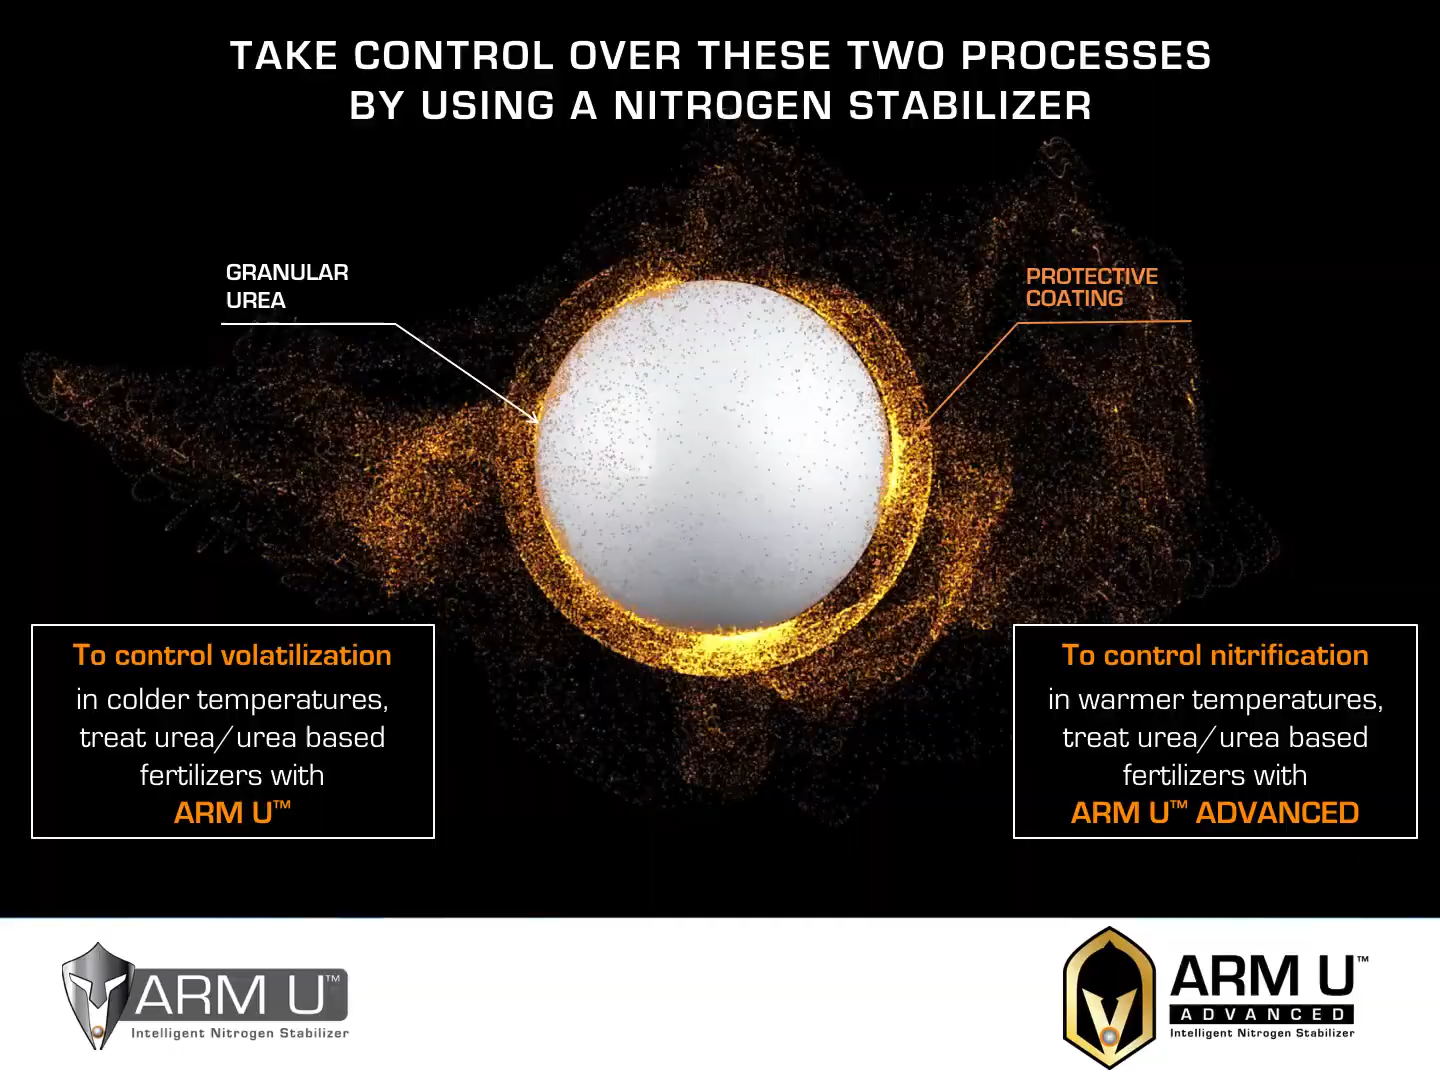 TAKE CONTROL OVER THESE TWO PROCESSES
BY USING A NITROGEN STABILIZER
GRANULAR
UREA
PROTECTIVE
COATING
To control volatilization
in colder temperatures,
treat urea/urea based
fertilizers with
ARM U™
To control nitrification
in warmer temperatures,
treat urea/urea based
fertilizers with
ARM U™ ADVANCED
ARM U™
Intelligent Nitrogen Stabilizer
ARM U™
ADVANCED
Intelligent Nitrogen Stabilizer